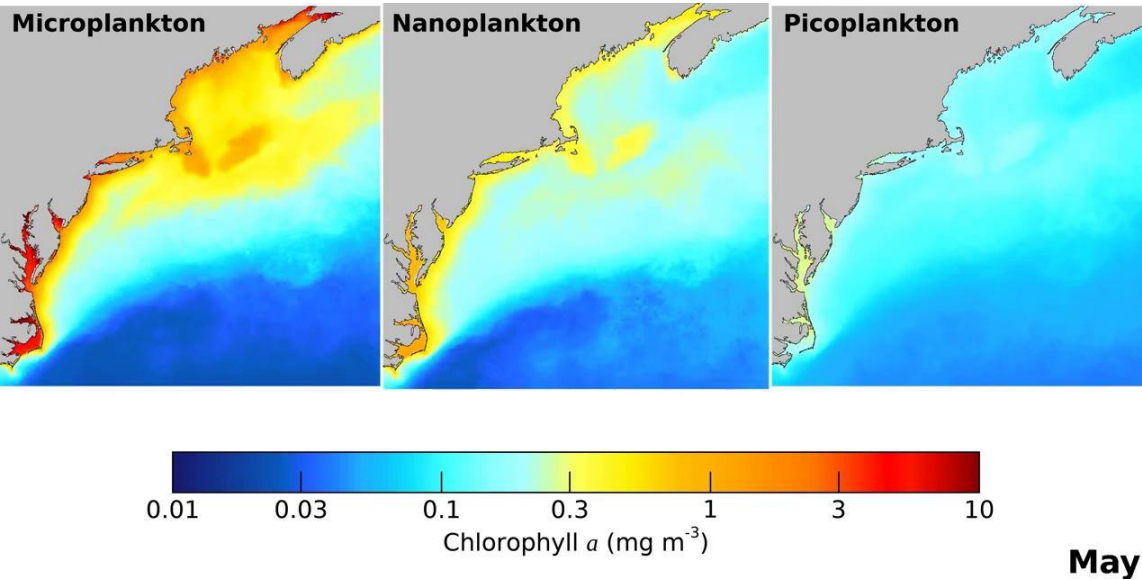 Microplankton
Nanoplankton
Picoplankton
0.01 0.03 0.1 0.3 1 3 10
Chlorophyll a (mg m⁻³)
May